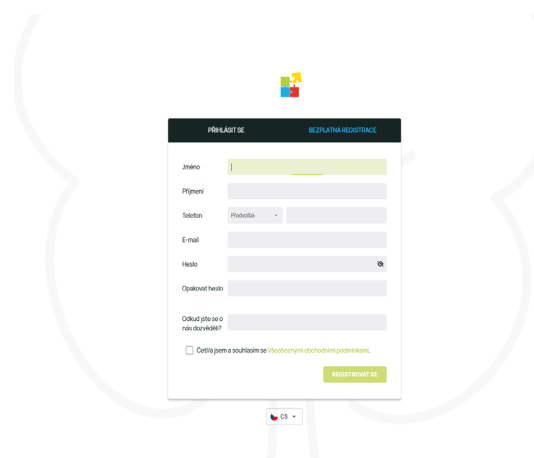 PŘIHLÁSIT SE
BEZPLATNÁ REGISTRACE
Jméno
Příjmení
Telefon
Předvolba
E-mail
Heslo
Opakovat heslo
Odkud jste se o
nás dozvěděli?
Četl/a jsem a souhlasím se Všeobecnými obchodními podmínkami.
REGISTROVAT SE
CS